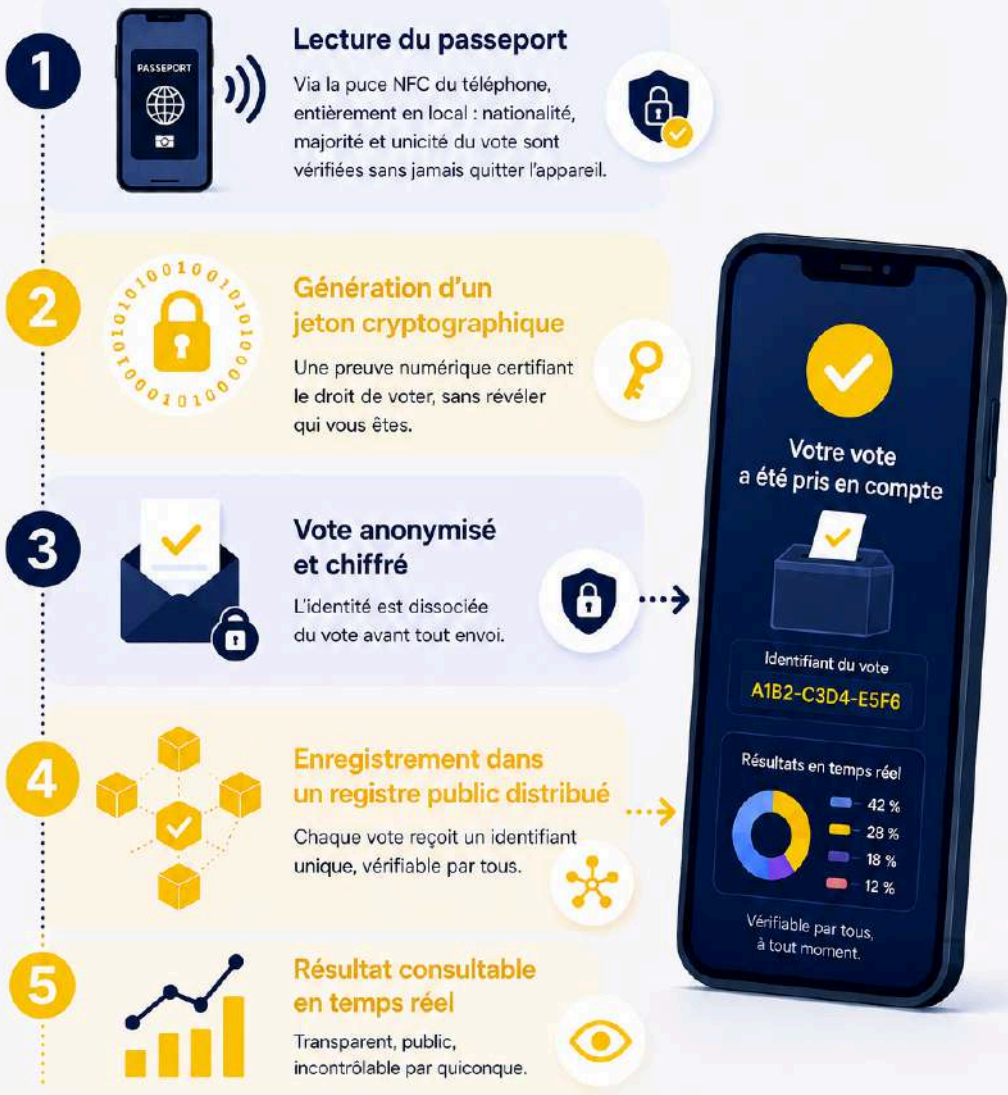 1
PASSEPORT
Lecture du passeport
Via la puce NFC du téléphone,
entièrement en local : nationalité,
majorité et unicité du vote sont
vérifiées sans jamais quitter l'appareil.
2
Génération d'un
jeton cryptographique
Une preuve numérique certifiant
le droit de voter, sans révéler
qui vous êtes.
3
Vote anonymisé
et chiffré
L'identité est dissociée
du vote avant tout envoi.
4
Enregistrement dans
un registre public distribué
Chaque vote reçoit un identifiant
unique, vérifiable par tous.
5
Résultat consultable
en temps réel
Transparent, public,
incontrôlable par quiconque.
Votre vote
a été pris en compte
Identifiant du vote
A1B2-C3D4-E5F6
Résultats en temps réel
42 %
28 %
18 %
12 %
Vérifiable par tous,
à tout moment.